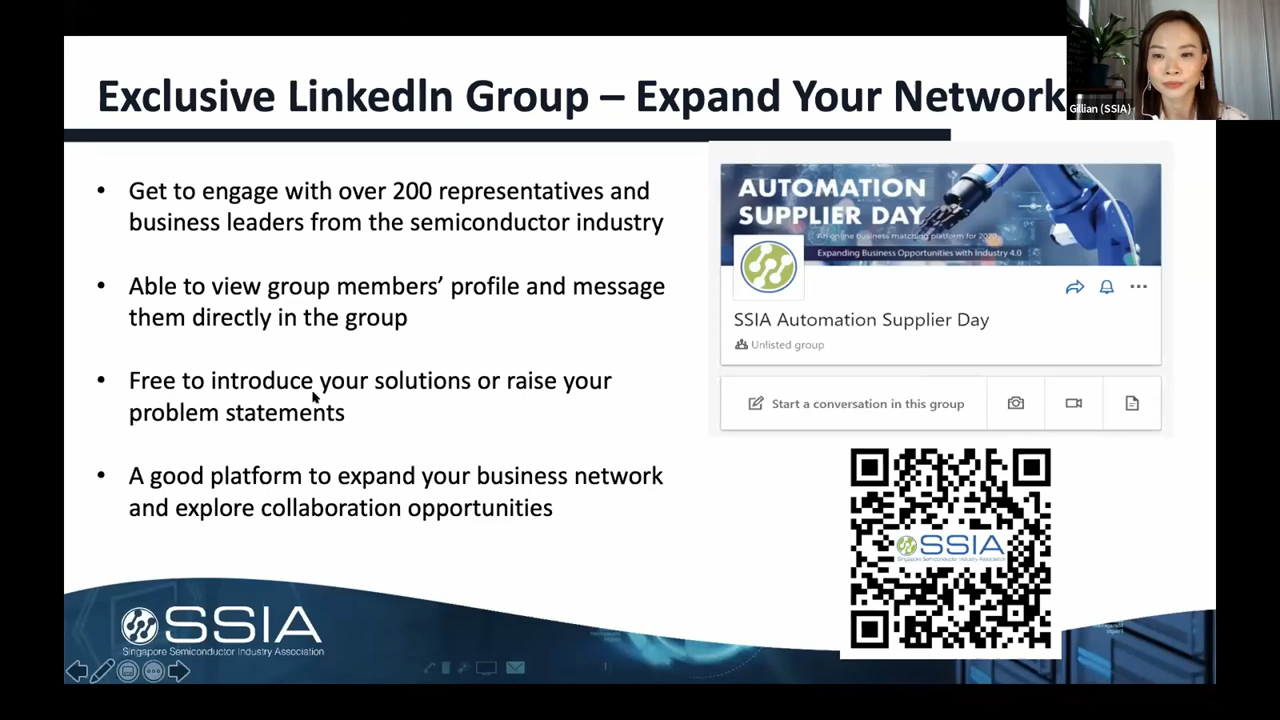 Exclusive LinkedIn Group – Expand Your Network
Gillian (SSIA)
• Get to engage with over 200 representatives and
business leaders from the semiconductor industry
• Able to view group members’ profile and message
them directly in the group
• Free to introduce your solutions or raise your
problem statements
• A good platform to expand your business network
and explore collaboration opportunities
AUTOMATION
SUPPLIER DAY
An online business matching platform for 2020
Expanding Business Opportunities with Industry 4.0
SSIA Automation Supplier Day
Unlisted group
Start a conversation in this group
SSIA
Singapore Semiconductor Industry Association
SSIA
Singapore Semiconductor Industry Association
1